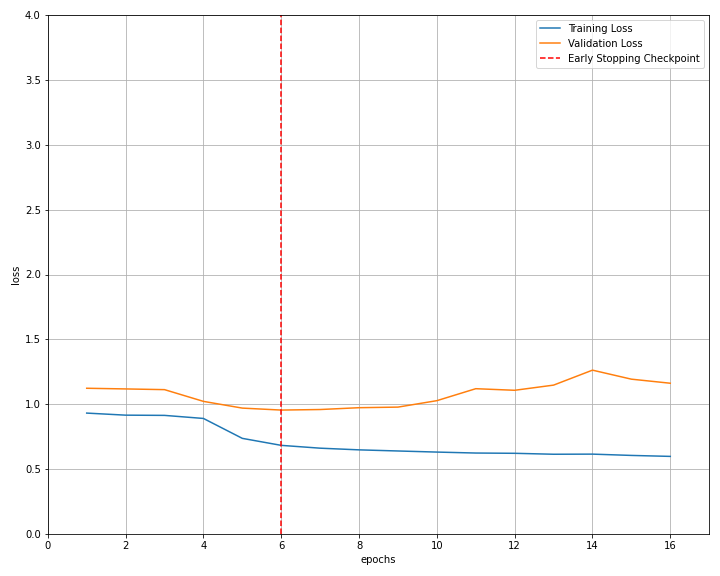 4.0
3.5
3.0
2.5
2.0
1.5
1.0
0.5
0.0
loss
0 2 4 6 8 10 12 14 16
epochs
Training Loss
Validation Loss
Early Stopping Checkpoint